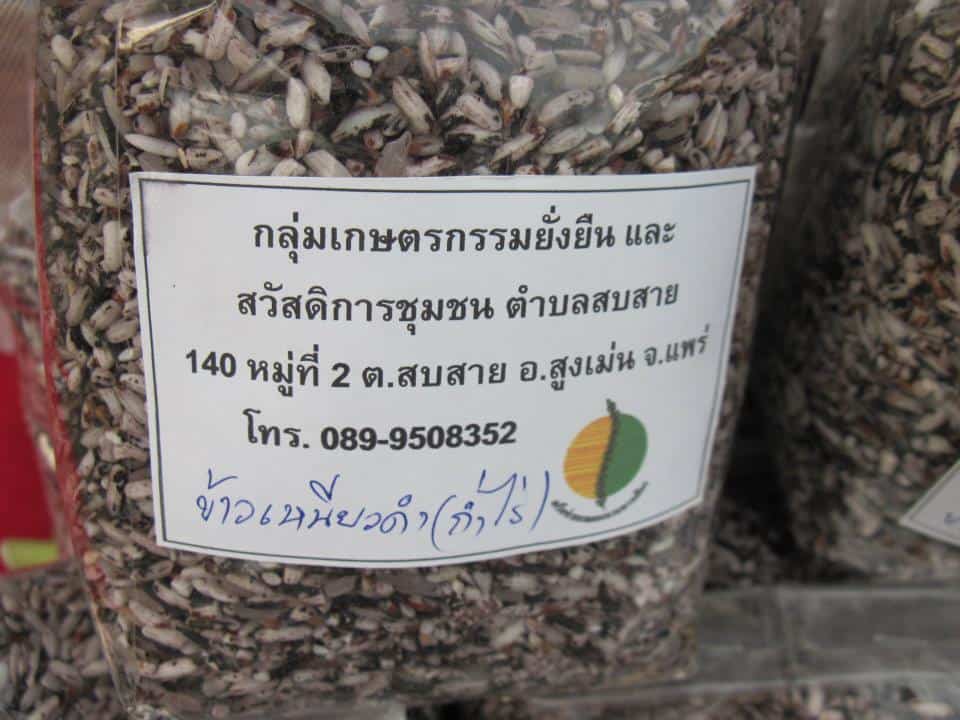 กลุ่มเกษตรกรรมยั่งยืน และ
สวัสดิการชุมชน ตำบลสบสาย
140 หมู่ที่ 2 ต.สบสาย อ.สูงเม่น จ.แพร่
โทร. 089-9508352
ข้าวเหนียวดำ (ก่ำไร่)